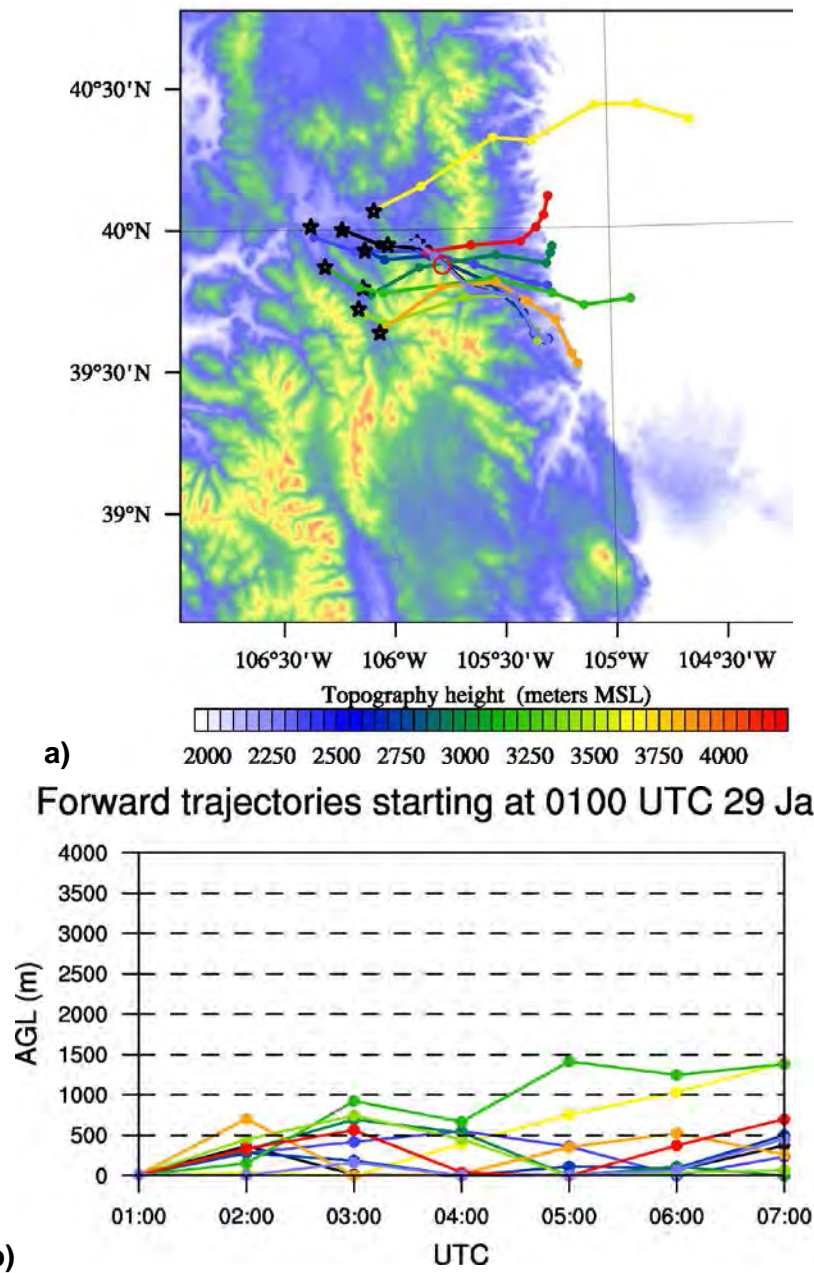 40°30'N
40°N
39°30'N
39°N
106°30'W 106°W 105°30'W 105°W 104°30'W
Topography height (meters MSL)
2000 2250 2500 2750 3000 3250 3500 3750 4000
a)
Forward trajectories starting at 0100 UTC 29 Ja
4000
3500
3000
2500
2000
1500
1000
500
0
AGL (m)
01:00 02:00 03:00 04:00 05:00 06:00 07:00
UTC
)